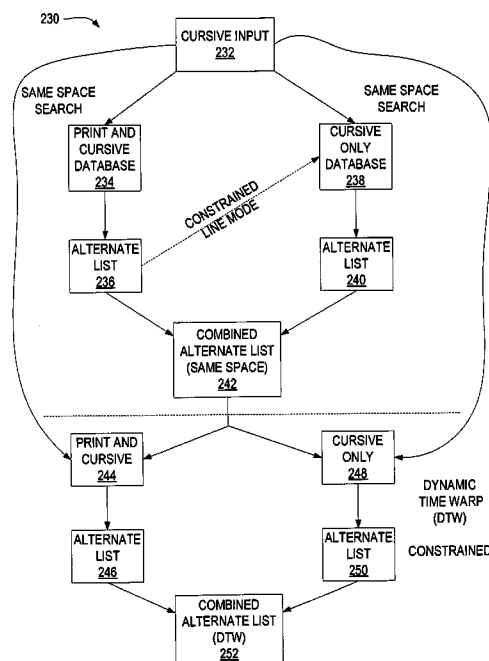 230
CURSIVE INPUT
232
SAME SPACE
SEARCH
SAME SPACE
SEARCH
PRINT AND
CURSIVE
DATABASE
234
CURSIVE
ONLY
DATABASE
238
CONSTRAINED
LINE MODE
ALTERNATE
LIST
236
ALTERNATE
LIST
240
COMBINED
ALTERNATE LIST
(SAME SPACE)
242
PRINT AND
CURSIVE
244
CURSIVE
ONLY
248
DYNAMIC
TIME WARP
(DTW)
ALTERNATE
LIST
246
ALTERNATE
LIST
250
CONSTRAINED
COMBINED
ALTERNATE LIST
(DTW)
252